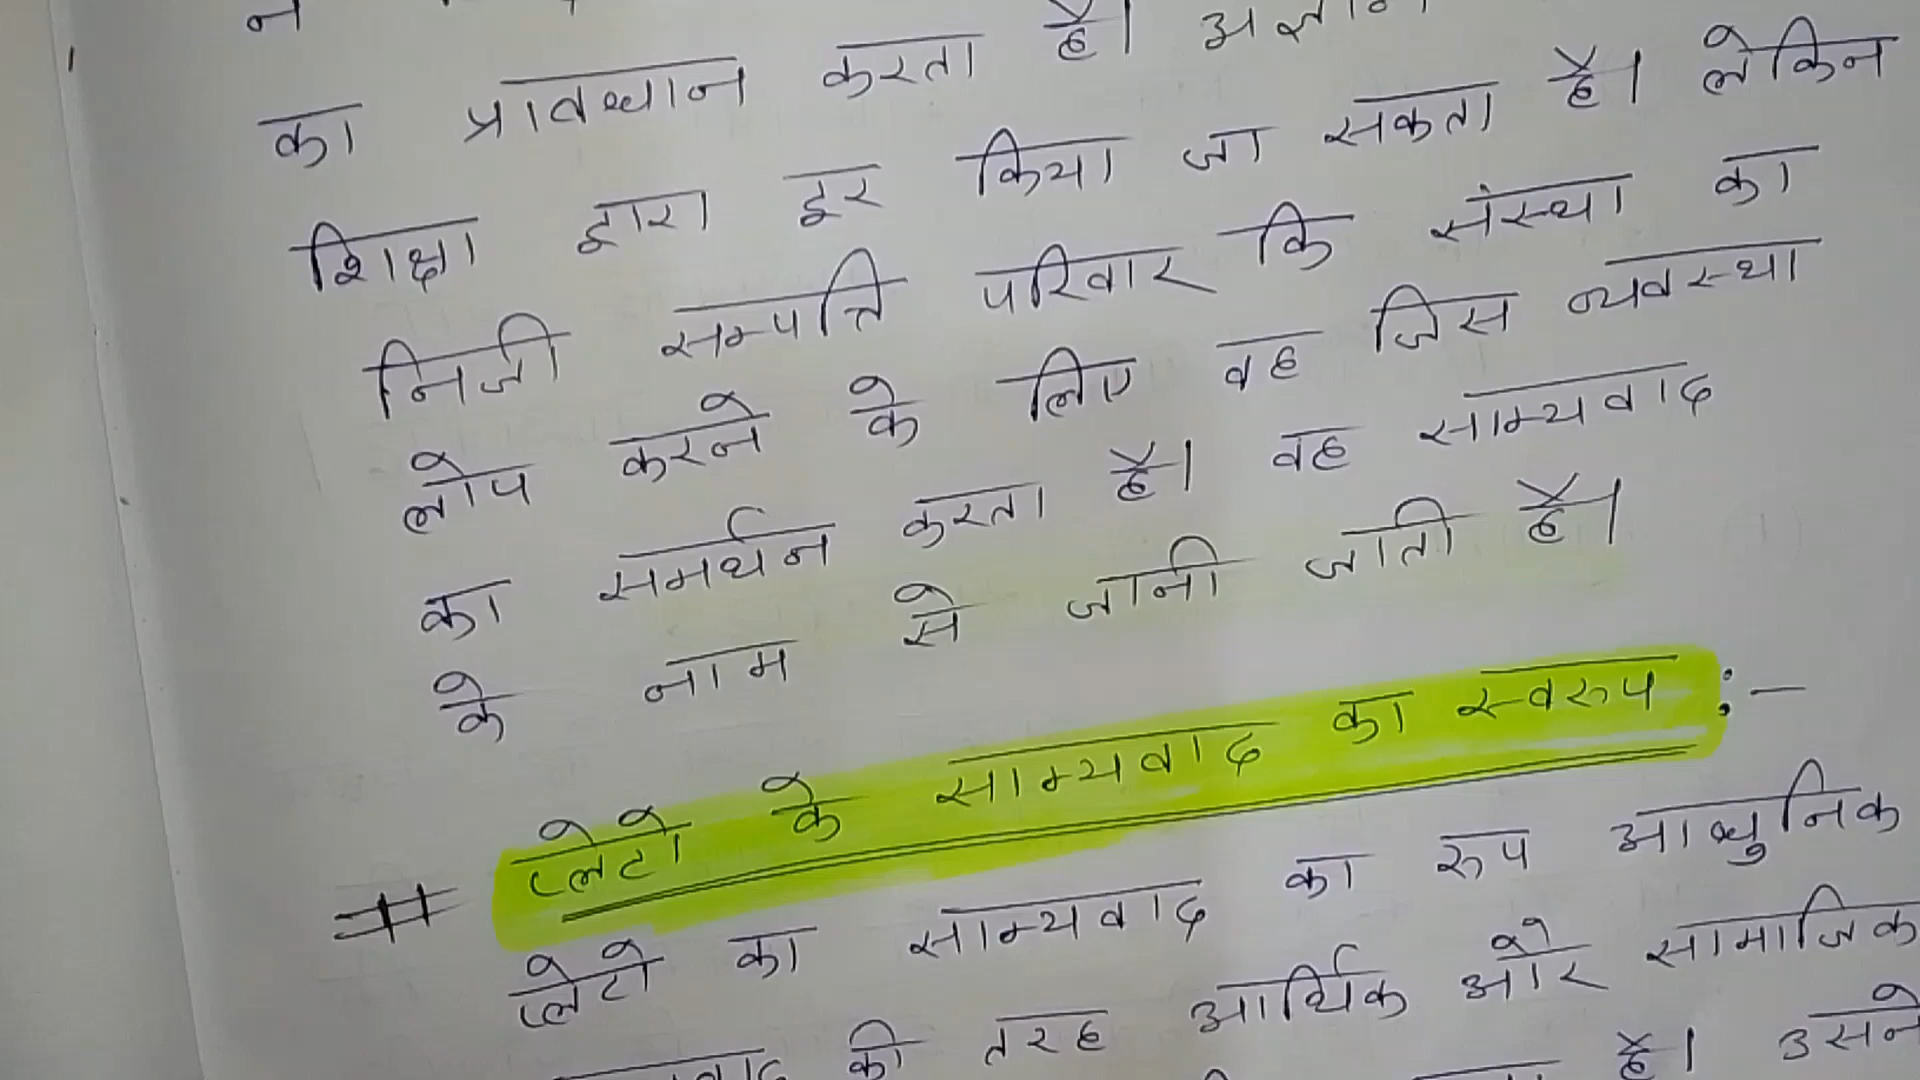 का प्रावधान करता है। अज्ञान
शिक्षा द्वारा दूर किया जा सकता है। लेकिन
निजी सम्पत्ति परिवार कि संस्था का
लोप करने के लिए वह जिस व्यवस्था
का समर्थन करता है। वह साम्यवाद
के नाम से जानी जाती है।
# प्लेटो के साम्यवाद का स्वरुप :-
प्लेटो का साम्यवाद का रुप आधुनिक
की तरह आर्थिक और सामाजिक
है। उसने